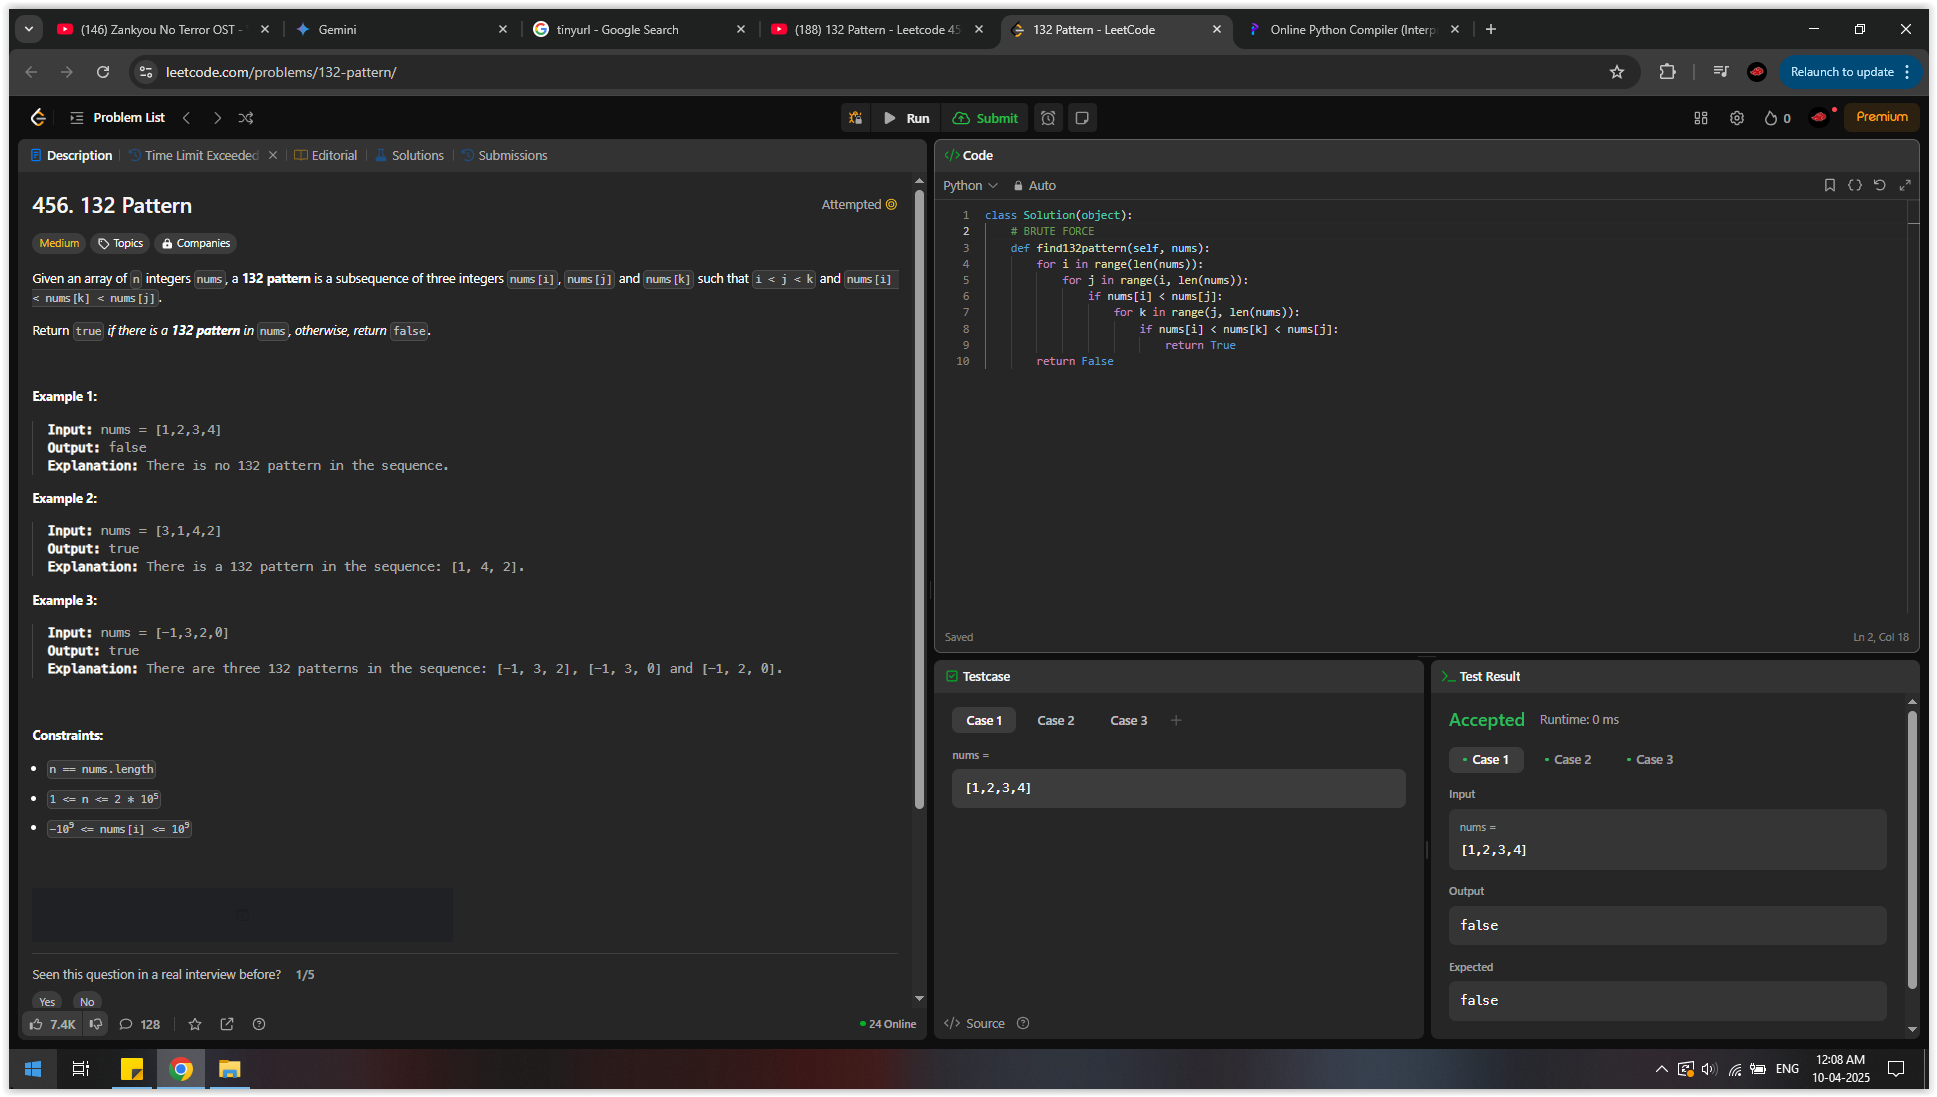 (146) Zankyou No Terror OST -
Gemini
tinyurl - Google Search
(188) 132 Pattern - Leetcode 45
132 Pattern - LeetCode
Online Python Compiler (Interp
leetcode.com/problems/132-pattern/
Relaunch to update
Problem List
Run
Submit
0
Premium
Description
Time Limit Exceeded
Editorial
Solutions
Submissions
456. 132 Pattern
Attempted
Medium
Topics
Companies
Given an array of n integers nums, a 132 pattern is a subsequence of three integers nums[i], nums[j] and nums[k] such that i < j < k and nums[i]
< nums[k] < nums[j].
Return true if there is a 132 pattern in nums, otherwise, return false.
Example 1:
Input: nums = [1,2,3,4]
Output: false
Explanation: There is no 132 pattern in the sequence.
Example 2:
Input: nums = [3,1,4,2]
Output: true
Explanation: There is a 132 pattern in the sequence: [1, 4, 2].
Example 3:
Input: nums = [-1,3,2,0]
Output: true
Explanation: There are three 132 patterns in the sequence: [-1, 3, 2], [-1, 3, 0] and [-1, 2, 0].
Constraints:
n == nums.length
1 <= n <= 2 * 10⁵
-10⁹ <= nums[i] <= 10⁹
Seen this question in a real interview before? 1/5
Yes
No
7.4K
128
24 Online
</> Code
Python
Auto
1 class Solution(object):
2 # BRUTE FORCE
3 def find132pattern(self, nums):
4 for i in range(len(nums)):
5 for j in range(i, len(nums)):
6 if nums[i] < nums[j]:
7 for k in range(j, len(nums)):
8 if nums[i] < nums[k] < nums[j]:
9 return True
10 return False
Saved
Ln 2, Col 18
Testcase
Case 1
Case 2
Case 3
nums =
[1,2,3,4]
</> Source
Test Result
Accepted
Runtime: 0 ms
Case 1
Case 2
Case 3
Input
nums =
[1,2,3,4]
Output
false
Expected
false
ENG
12:08 AM
10-04-2025